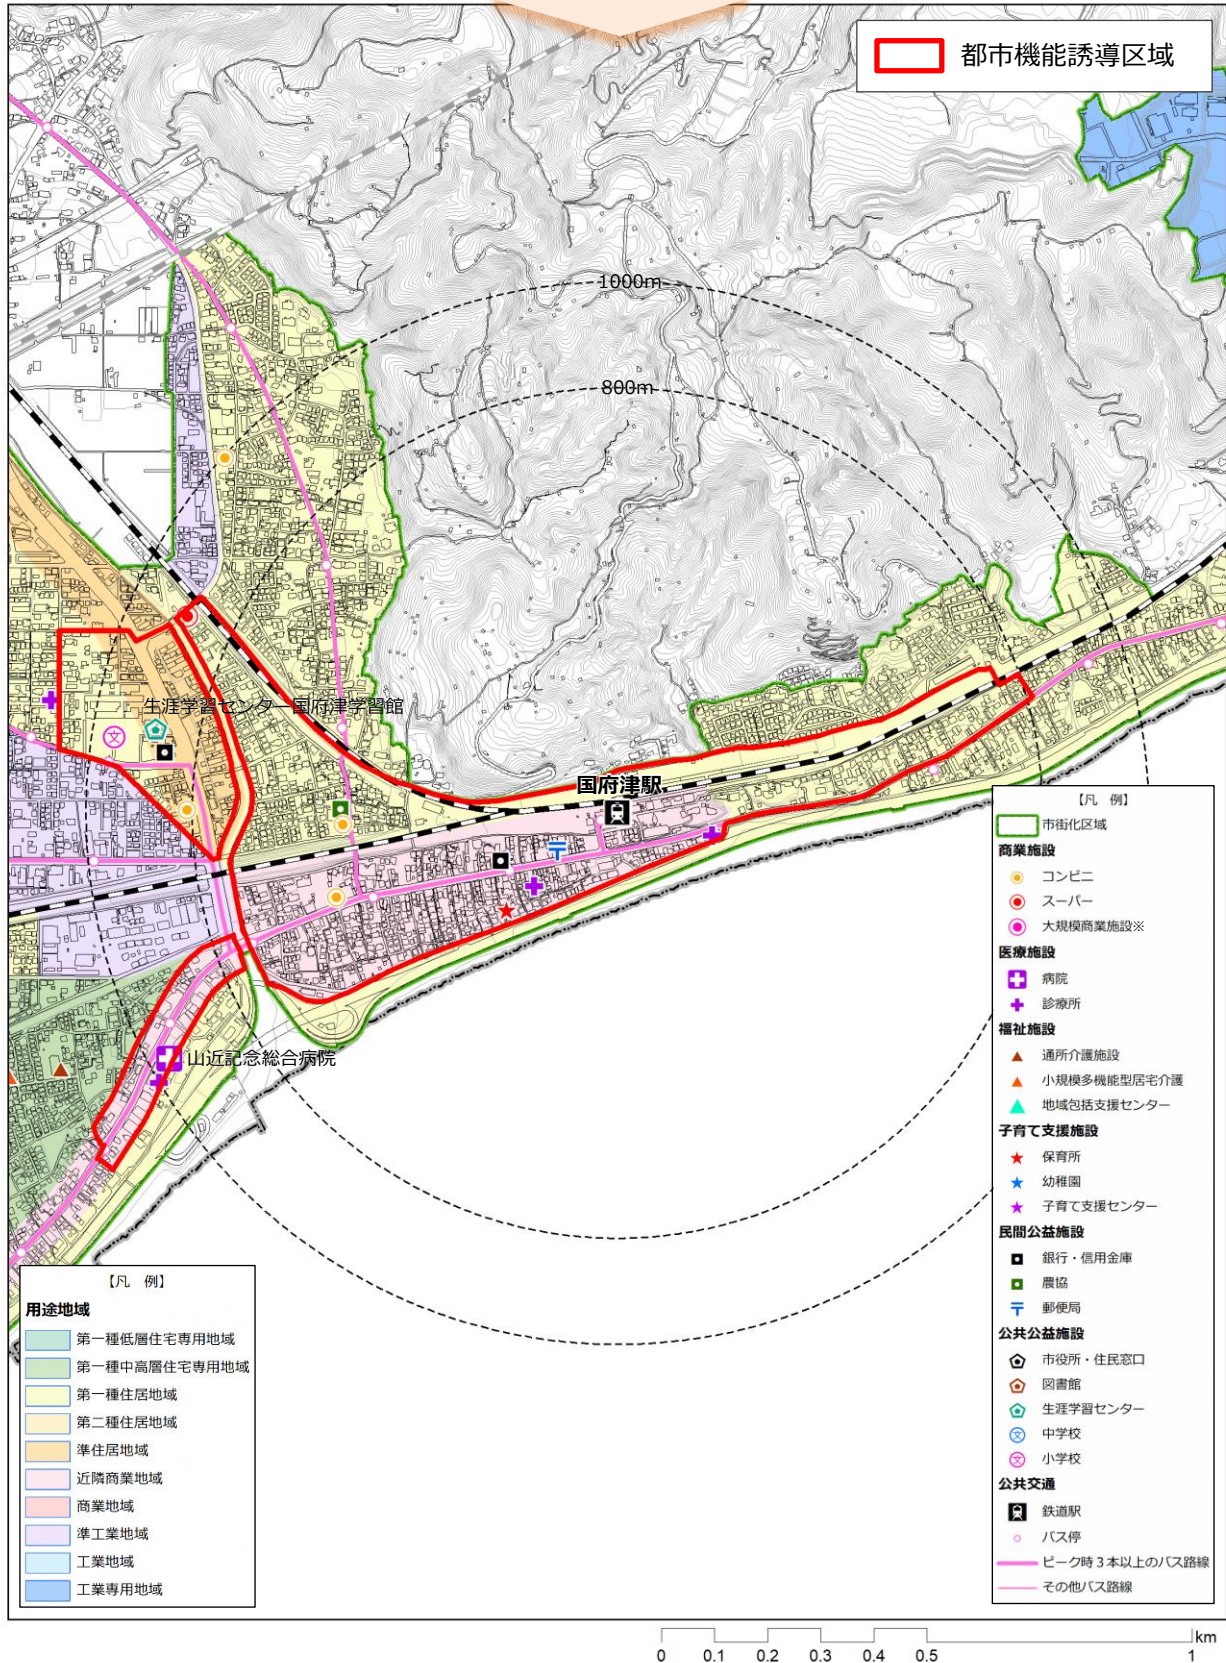 都市機能誘導区域
1000m
800m
生涯学習センター国府津学習館
国府津駅
山近記念総合病院
【凡　例】
市街化区域
商業施設
コンビニ
スーパー
大規模商業施設※
医療施設
病院
診療所
福祉施設
通所介護施設
小規模多機能型居宅介護
地域包括支援センター
子育て支援施設
保育所
幼稚園
子育て支援センター
民間公益施設
銀行・信用金庫
農協
郵便局
公共公益施設
市役所・住民窓口
図書館
生涯学習センター
中学校
小学校
公共交通
鉄道駅
バス停
ピーク時３本以上のバス路線
その他バス路線
【凡　例】
用途地域
第一種低層住宅専用地域
第一種中高層住宅専用地域
第一種住居地域
第二種住居地域
準住居地域
近隣商業地域
商業地域
準工業地域
工業地域
工業専用地域
km
0 0.1 0.2 0.3 0.4 0.5 1